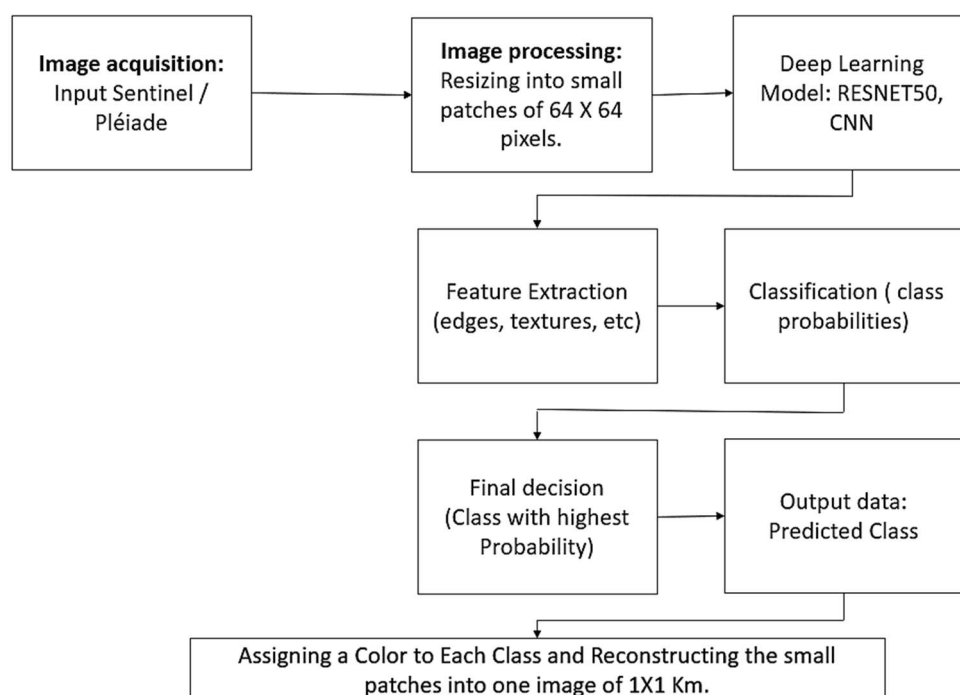 Image acquisition:
Input Sentinel /
Pléiade
Image processing:
Resizing into small
patches of 64 X 64
pixels.
Deep Learning
Model: RESNET50,
CNN
Feature Extraction
(edges, textures, etc)
Classification ( class
probabilities)
Final decision
(Class with highest
Probability)
Output data:
Predicted Class
Assigning a Color to Each Class and Reconstructing the small
patches into one image of 1X1 Km.